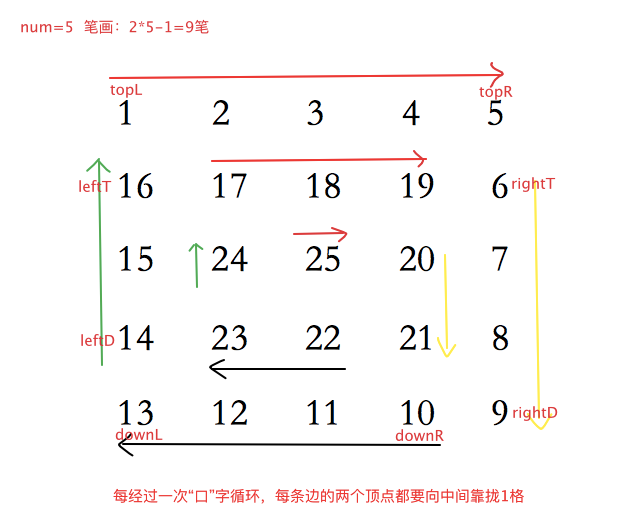 num=5 笔画：2*5-1=9笔
topL topR
1 2 3 4 5
leftT 16 17 18 19 6 rightT
15 24 25 20 7
leftD 14 23 22 21 8
13 12 11 10 9 rightD
downL downR
每经过一次“口”字循环，每条边的两个顶点都要向中间靠拢1格